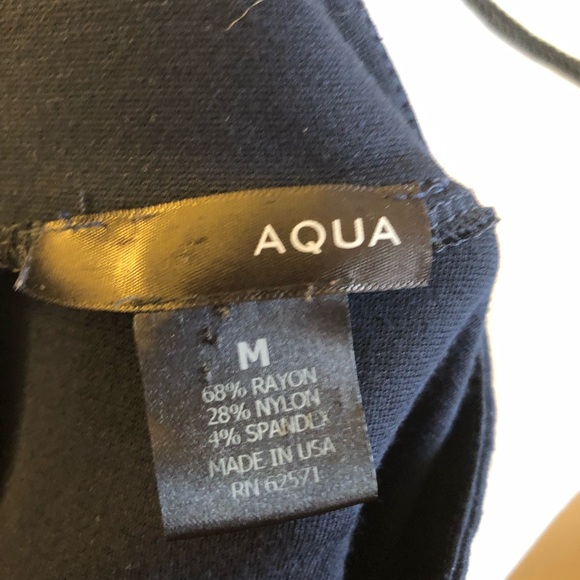 AQUA
M
68% RAYON
28% NYLON
4% SPANDEX
MADE IN USA
RN 62571